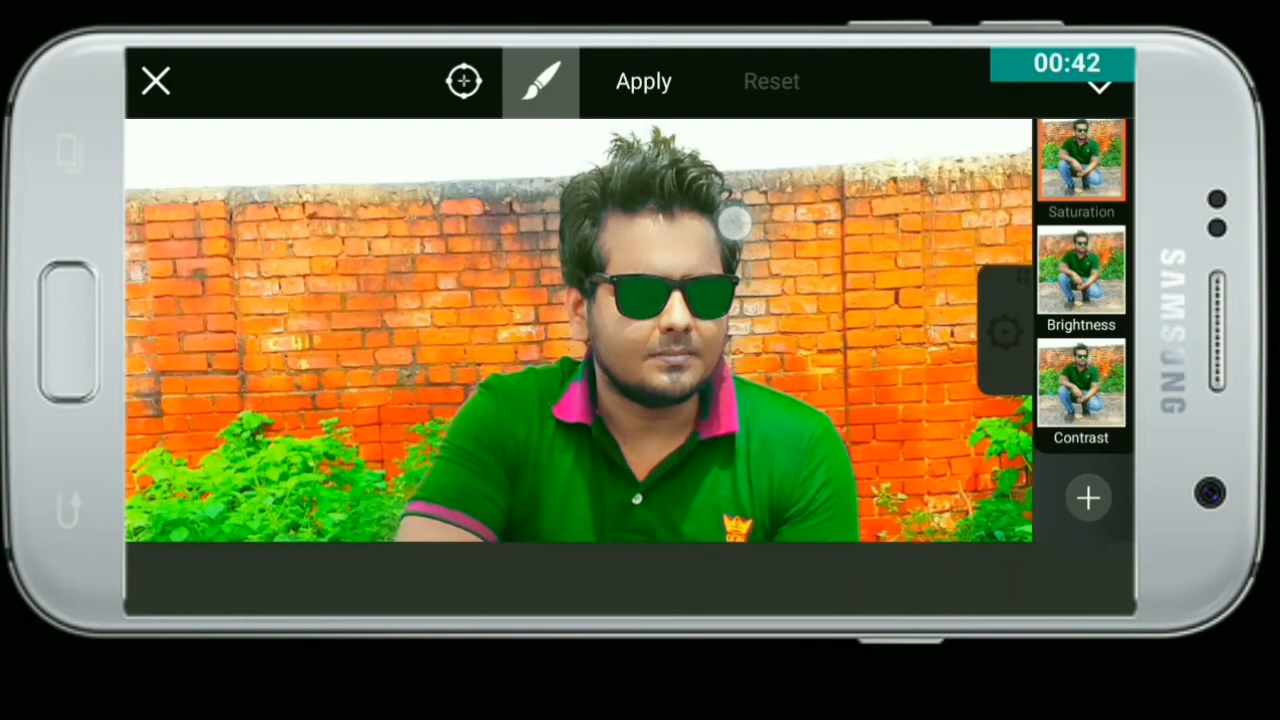 Apply
Reset
00:42
Saturation
Brightness
Contrast
SAMSUNG